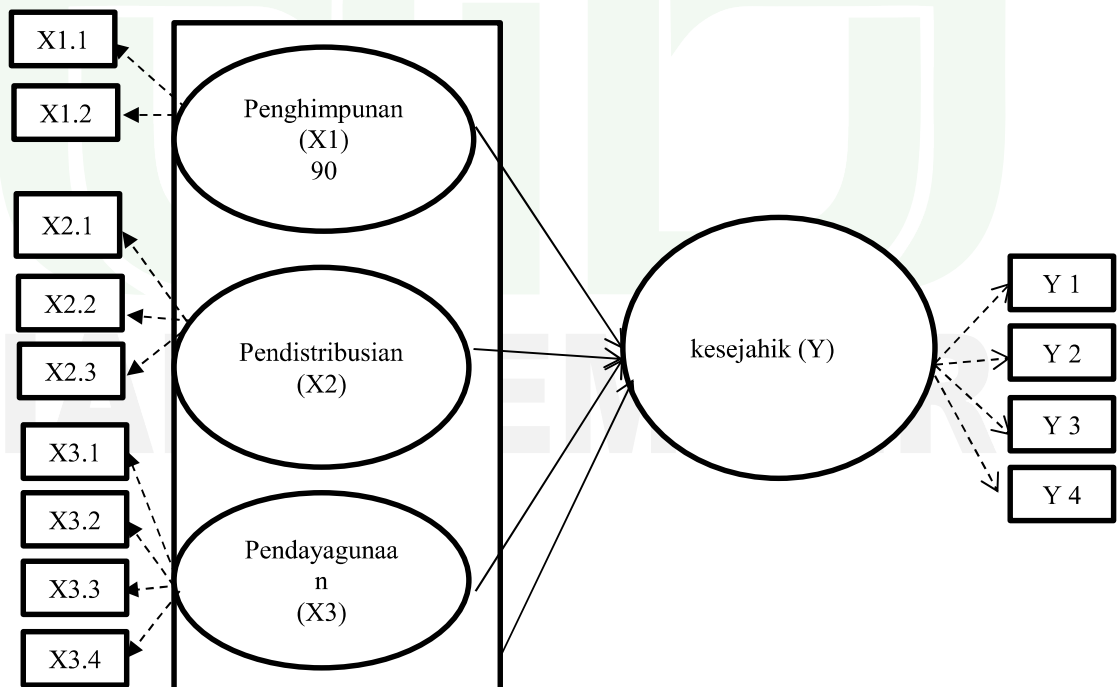 X1.1
X1.2
X2.1
X2.2
X2.3
X3.1
X3.2
X3.3
X3.4
Penghimpunan
(X1)
90
Pendistribusian
(X2)
Pendayagunaa
n
(X3)
kesejahik (Y)
Y 1
Y 2
Y 3
Y 4